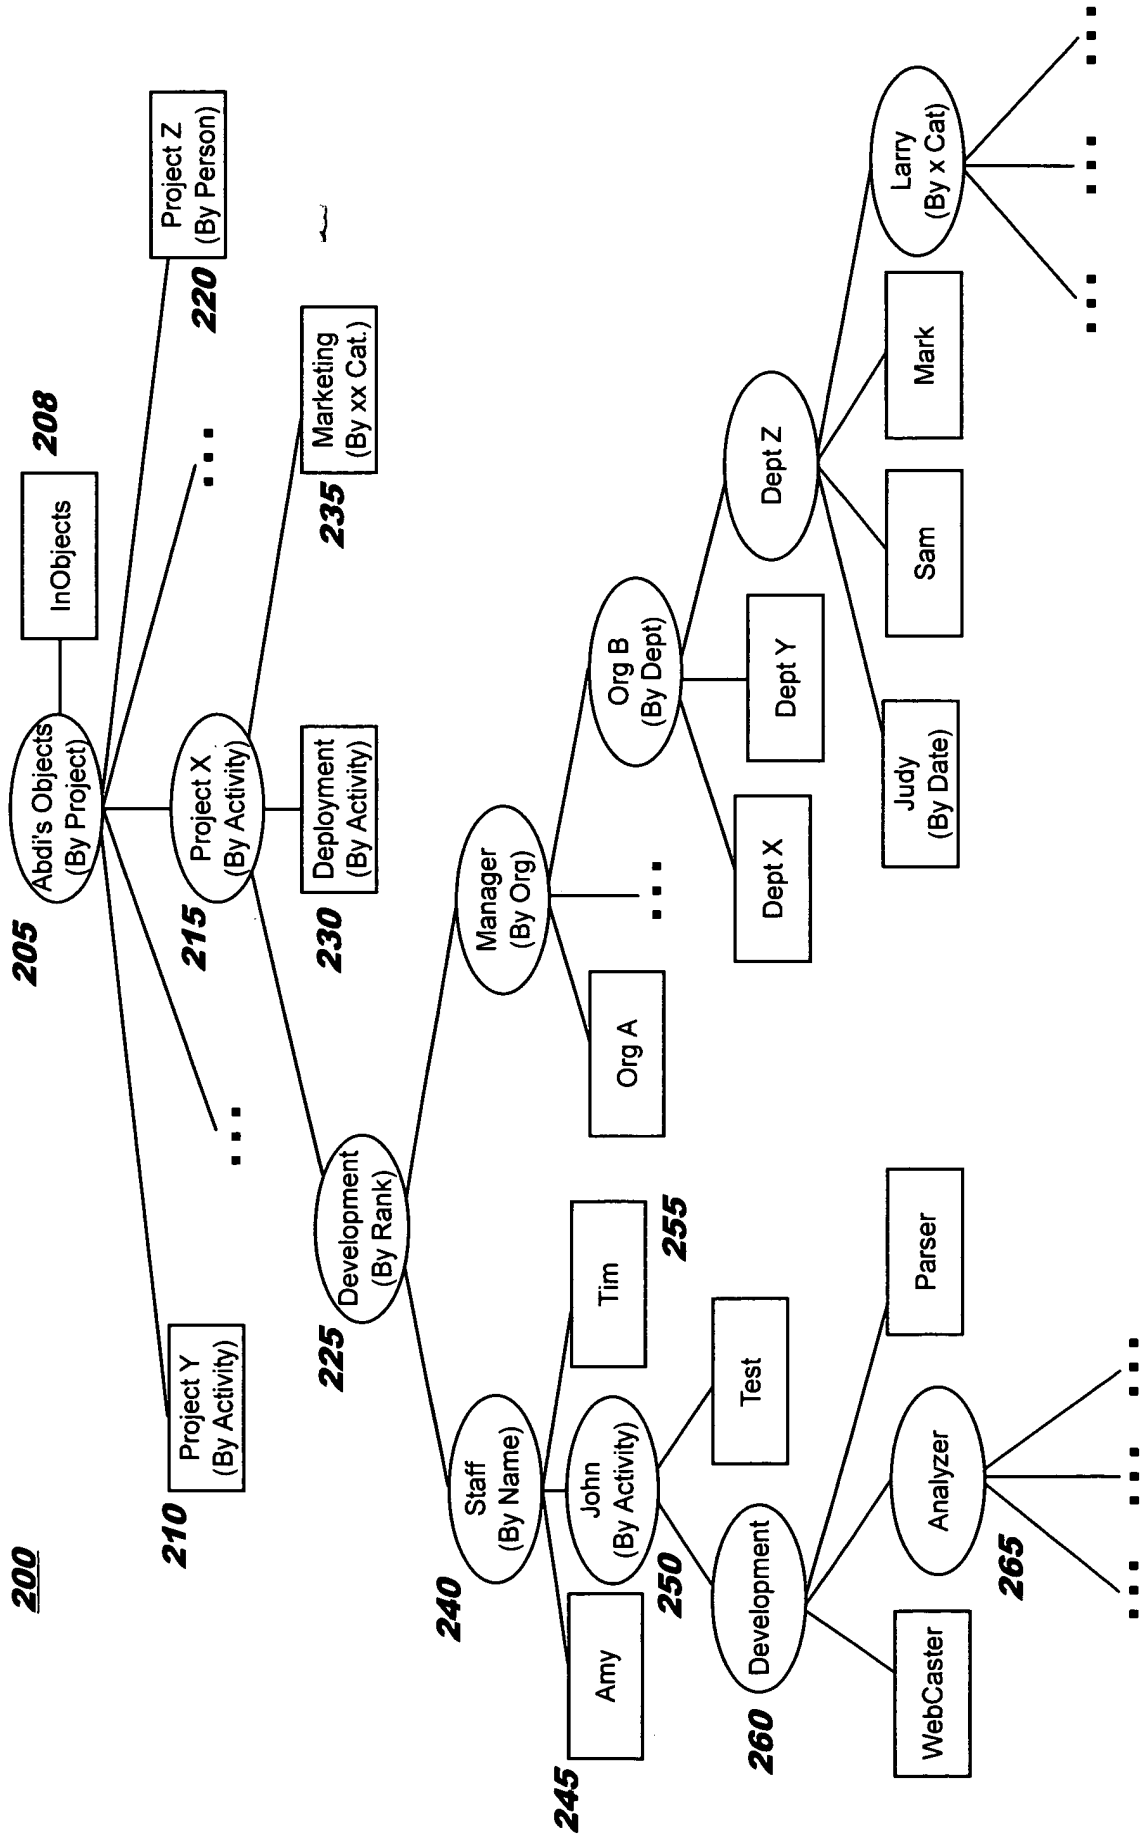 200
205
Abdi's Objects
(By Project)
InObjects
208
210
Project Y
(By Activity)
...
215
Project X
(By Activity)
...
Project Z
(By Person)
220
225
Development
(By Rank)
230
Deployment
(By Activity)
235
Marketing
(By xx Cat.)
240
Staff
(By Name)
Manager
(By Org)
245
Amy
John
(By Activity)
250
Tim
255
Org A
...
Org B
(By Dept)
260
Development
Test
Dept X
Dept Y
Dept Z
WebCaster
Analyzer
265
Parser
Judy
(By Date)
Sam
Mark
Larry
(By x Cat)
...
...
...
...
...
...